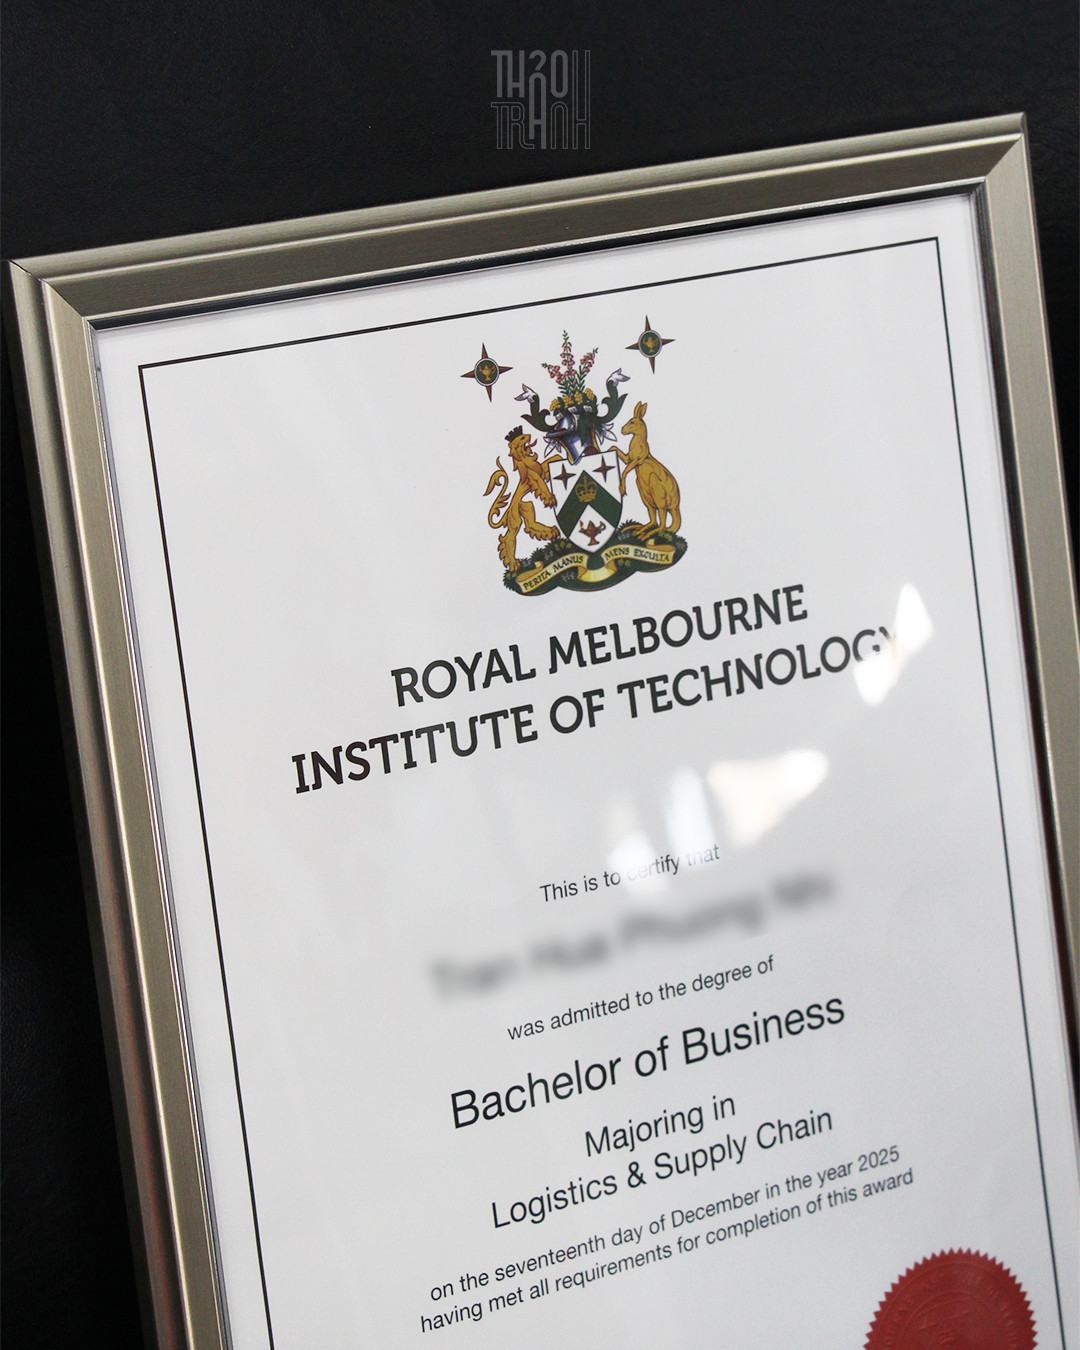 THẢO
TRANH
PERITA MANUS MENS EXCULTA
ROYAL MELBOURNE
INSTITUTE OF TECHNOLOGY
This is to certify that
was admitted to the degree of
Bachelor of Business
Majoring in
Logistics & Supply Chain
on the seventeenth day of December in the year 2025
having met all requirements for completion of this award